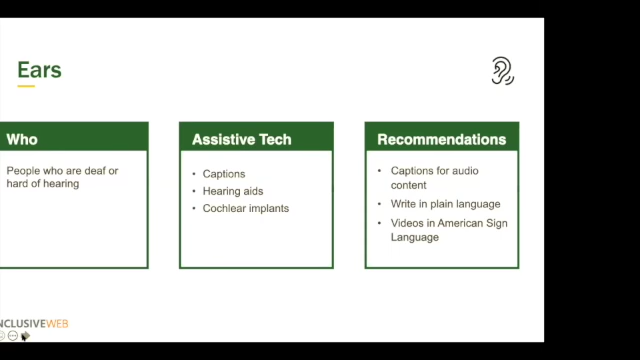 Ears
Who
People who are deaf or
hard of hearing
Assistive Tech
• Captions
• Hearing aids
• Cochlear implants
Recommendations
• Captions for audio
content
• Write in plain language
• Videos in American Sign
Language
NCLUSIVEWEB